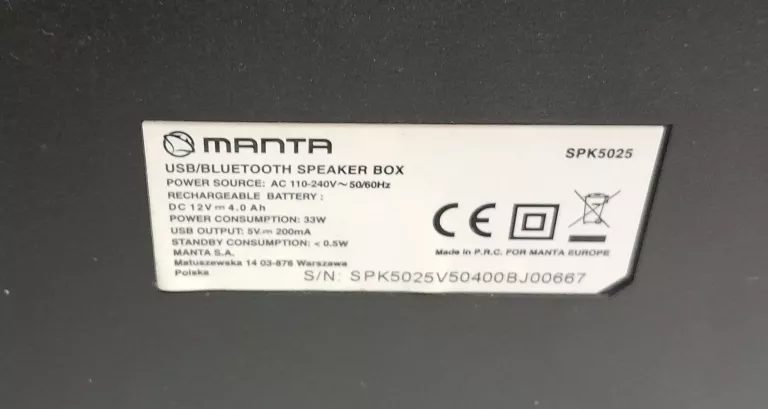 MANTA
SPK5025
USB/BLUETOOTH SPEAKER BOX
POWER SOURCE: AC 110-240V～50/60Hz
RECHARGEABLE BATTERY :
DC 12V⎓4.0 Ah
POWER CONSUMPTION: 33W
USB OUTPUT: 5V⎓200mA
STANDBY CONSUMPTION: < 0.5W
MANTA S.A.
Matuszewska 14 03-876 Warszawa
Polska
CE
Made in P.R.C. FOR MANTA EUROPE
S/N: SPK5025V50400BJ00667